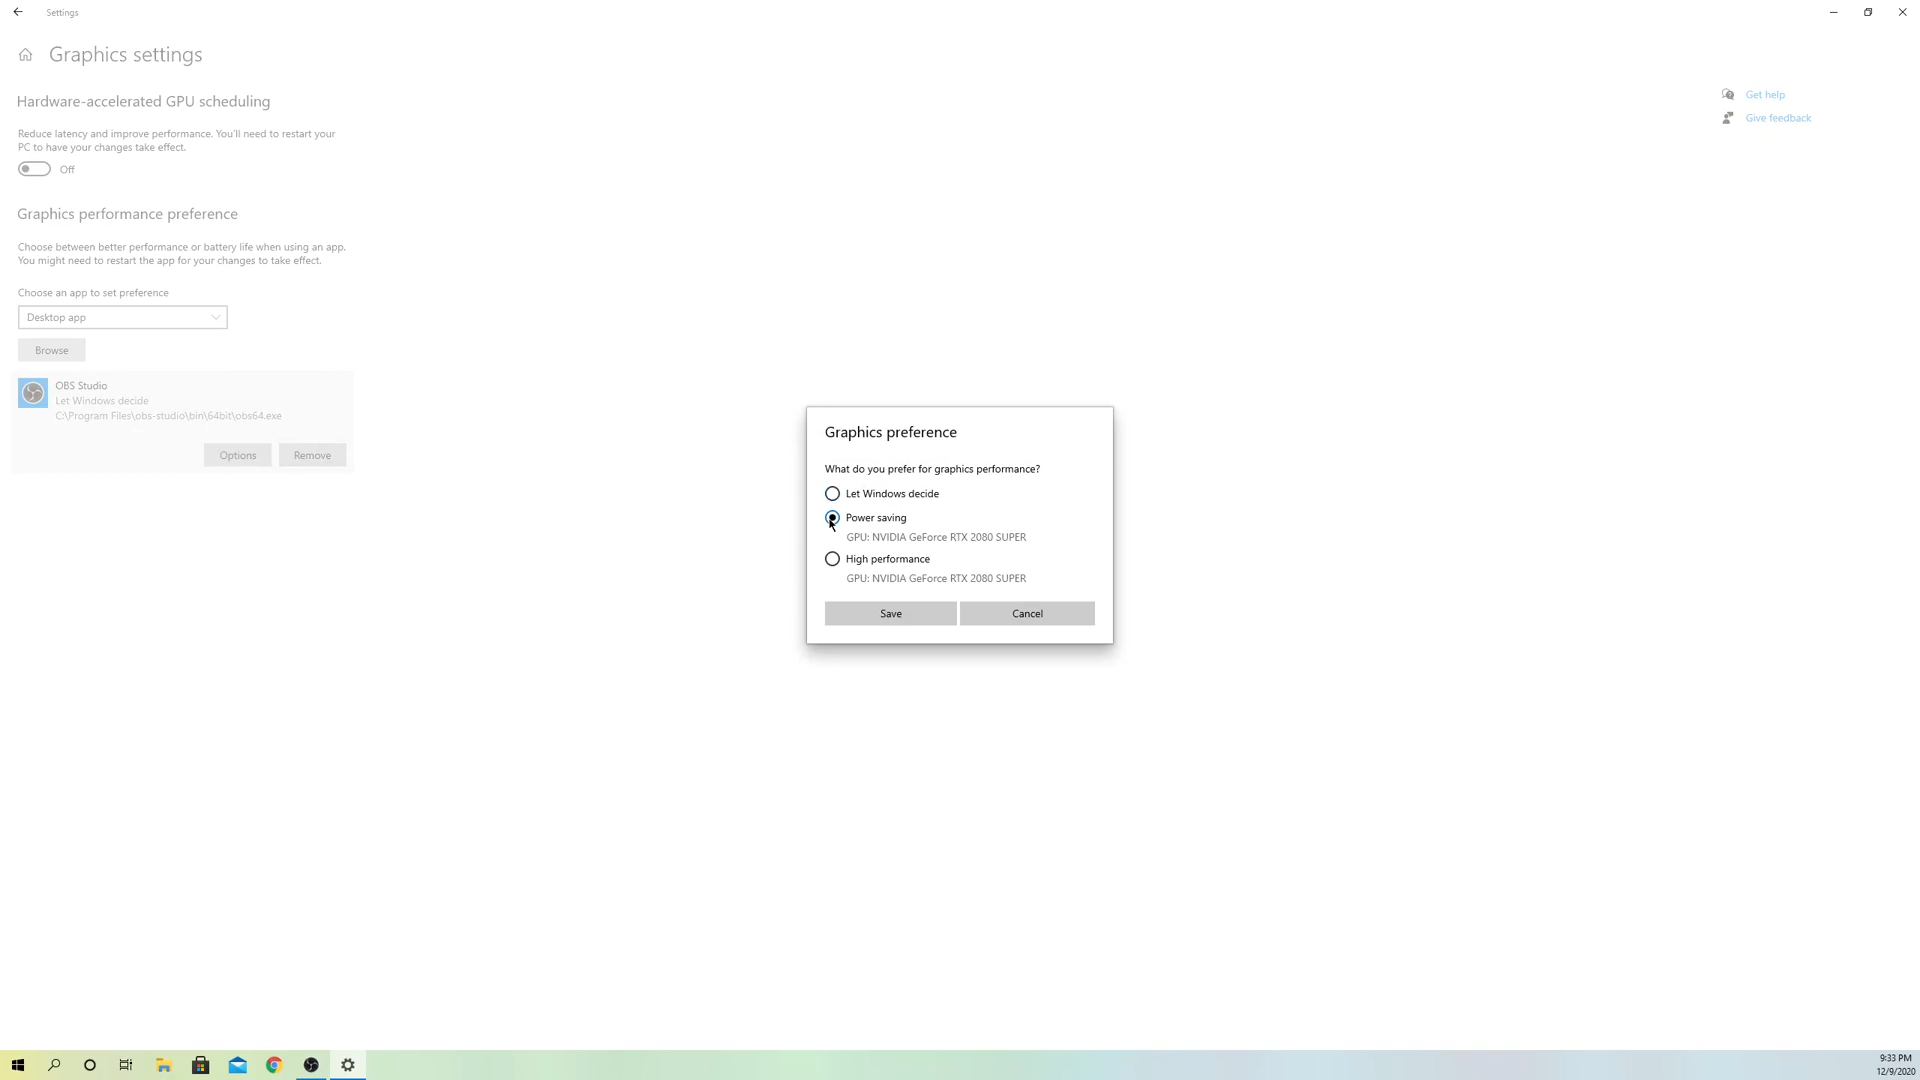 Settings
Graphics settings
Hardware-accelerated GPU scheduling
Reduce latency and improve performance. You'll need to restart your
PC to have your changes take effect.
Off
Graphics performance preference
Choose between better performance or battery life when using an app.
You might need to restart the app for your changes to take effect.
Choose an app to set preference
Desktop app
Browse
OBS Studio
Let Windows decide
C:\Program Files\obs-studio\bin\64bit\obs64.exe
Options
Remove
Get help
Give feedback
Graphics preference
What do you prefer for graphics performance?
Let Windows decide
Power saving
GPU: NVIDIA GeForce RTX 2080 SUPER
High performance
GPU: NVIDIA GeForce RTX 2080 SUPER
Save
Cancel
9:33 PM
12/9/2020